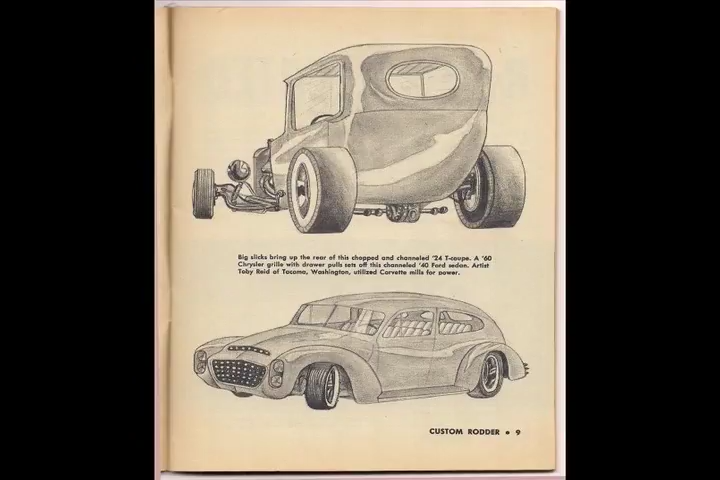 Big slicks bring up the rear of this chopped and channeled '24 T-coupe. A '60
Chrysler grille with drawer pulls sets off this channeled '40 Ford sedan. Artist
Toby Reid of Tacoma, Washington, utilized Corvette mills for power.
CUSTOM RODDER • 9